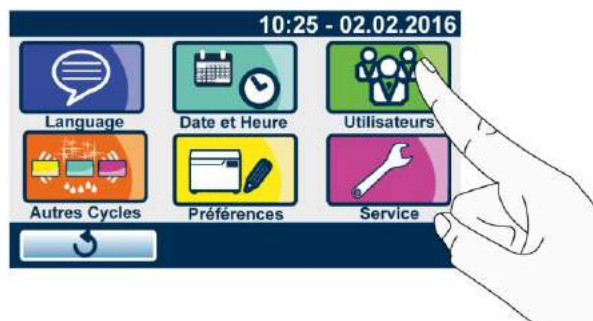 10:25 - 02.02.2016
Language Date et Heure Utilisateurs
Autres Cycles Préférences Service